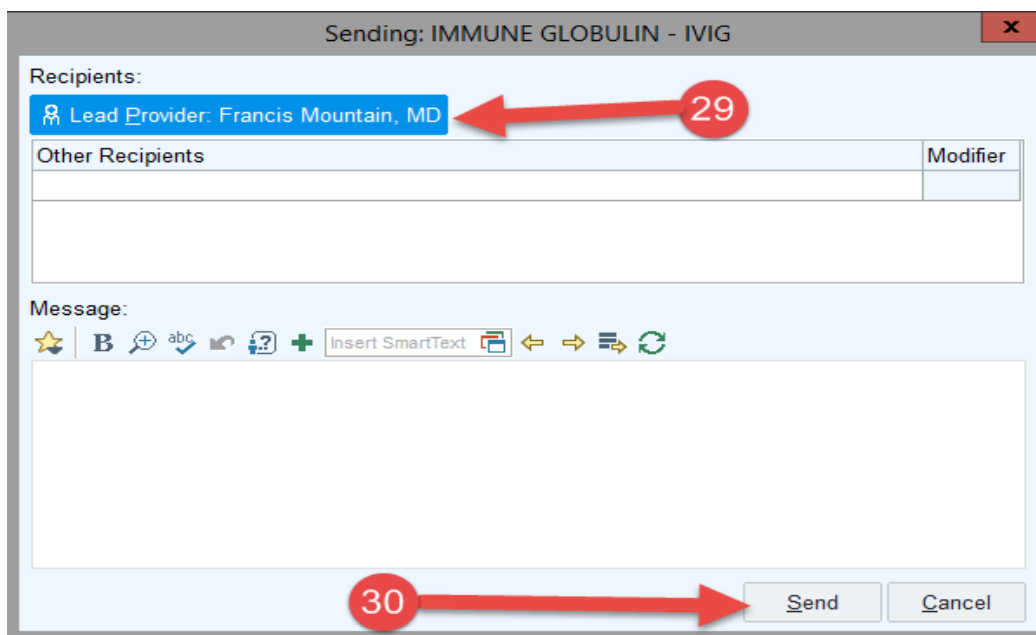 Sending: IMMUNE GLOBULIN - IVIG
x
Recipients:
Lead Provider: Francis Mountain, MD
29
Other Recipients Modifier
Message:
B abc ? Insert SmartText
30
Send Cancel